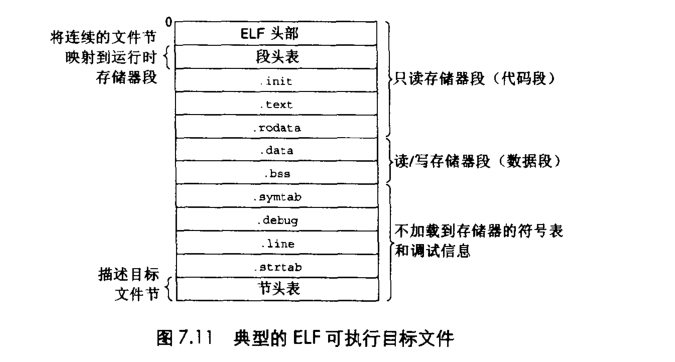 0
将连续的文件节
映射到运行时
存储器段
ELF 头部
段头表
.init
.text
.rodata
只读存储器段（代码段）
.data
.bss
读/写存储器段（数据段）
.symtab
.debug
.line
.strtab
不加载到存储器的符号表
和调试信息
描述目标
文件节
节头表
图 7.11 典型的 ELF 可执行目标文件